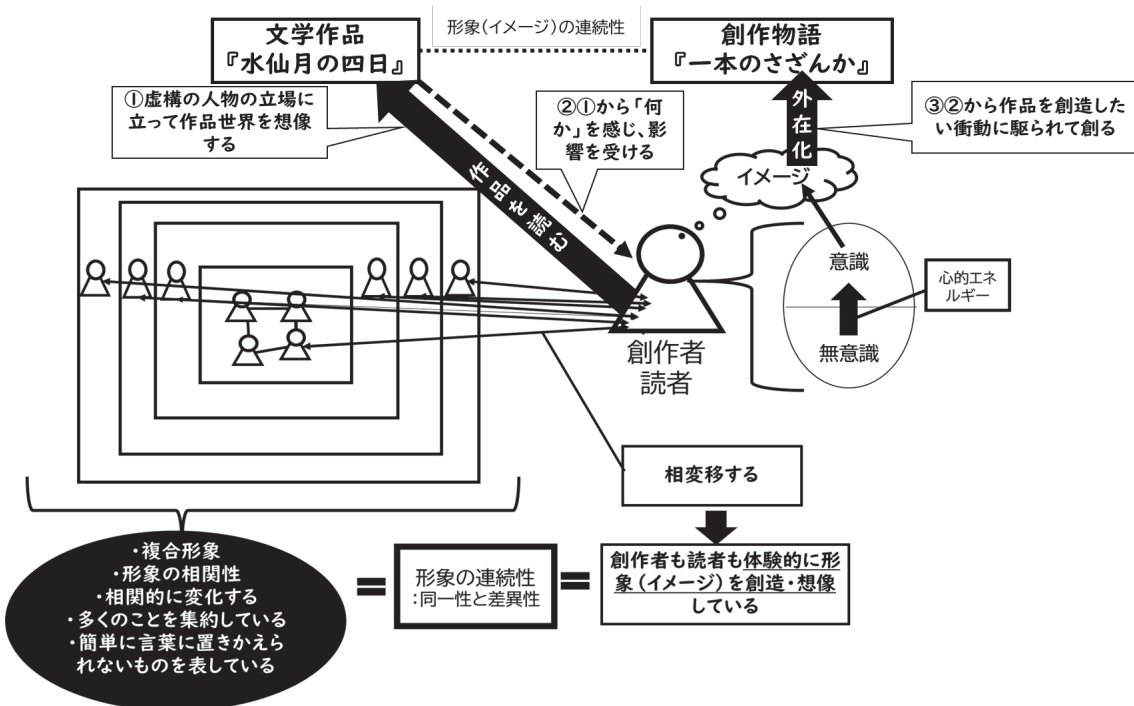 形象(イメージ)の連続性
文学作品
『水仙月の四日』
創作物語
『一本のさざんか』
①虚構の人物の立場に
立って作品世界を想像
する
②①から「何
か」を感じ、影
響を受ける
外在化
③②から作品を創造した
い衝動に駆られて創る
作品を読む
イメージ
意識
心的エネ
ルギー
無意識
創作者
読者
相変移する
・複合形象
・形象の相関性
・相関的に変化する
・多くのことを集約している
・簡単に言葉に置きかえら
れないものを表している
=
形象の連続性
:同一性と差異性
=
創作者も読者も体験的に形
象(イメージ)を創造・想像
している